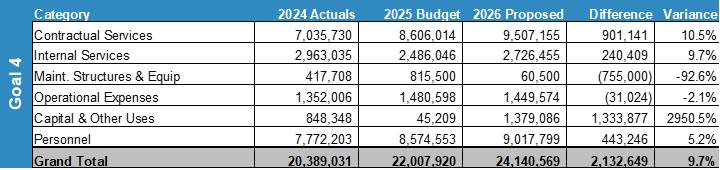 Goal 4
Category 2024 Actuals 2025 Budget 2026 Proposed Difference Variance
Contractual Services 7,035,730 8,606,014 9,507,155 901,141 10.5%
Internal Services 2,963,035 2,486,046 2,726,455 240,409 9.7%
Maint. Structures & Equip 417,708 815,500 60,500 (755,000) -92.6%
Operational Expenses 1,352,006 1,480,598 1,449,574 (31,024) -2.1%
Capital & Other Uses 848,348 45,209 1,379,086 1,333,877 2950.5%
Personnel 7,772,203 8,574,553 9,017,799 443,246 5.2%
Grand Total 20,389,031 22,007,920 24,140,569 2,132,649 9.7%